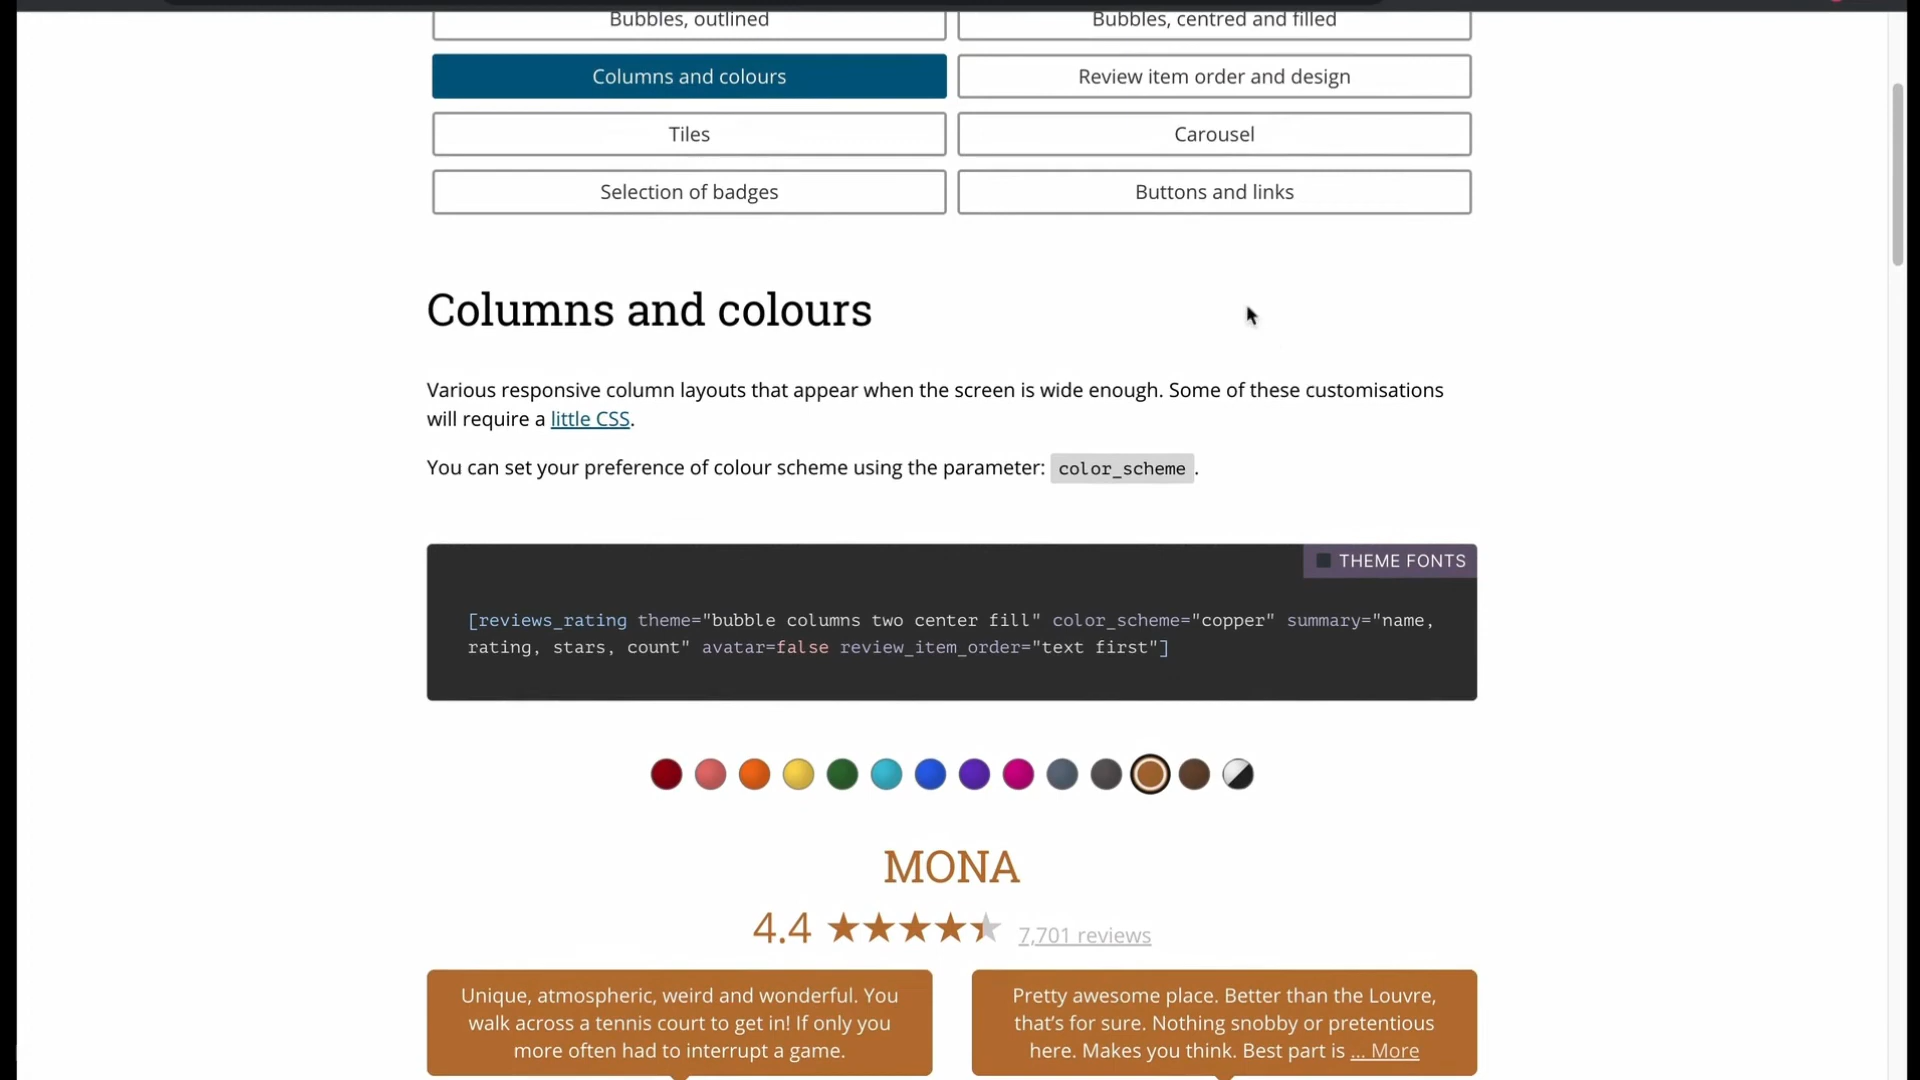 Bubbles, outlined
Bubbles, centred and filled
Columns and colours
Review item order and design
Tiles
Carousel
Selection of badges
Buttons and links
Columns and colours
Various responsive column layouts that appear when the screen is wide enough. Some of these customisations
will require a little CSS.
You can set your preference of colour scheme using the parameter: color_scheme .
THEME FONTS
[reviews_rating theme="bubble columns two center fill" color_scheme="copper" summary="name,
rating, stars, count" avatar=false review_item_order="text first"]
MONA
4.4 ★★★★★ 7,701 reviews
Unique, atmospheric, weird and wonderful. You
walk across a tennis court to get in! If only you
more often had to interrupt a game.
Pretty awesome place. Better than the Louvre,
that's for sure. Nothing snobby or pretentious
here. Makes you think. Best part is ... More